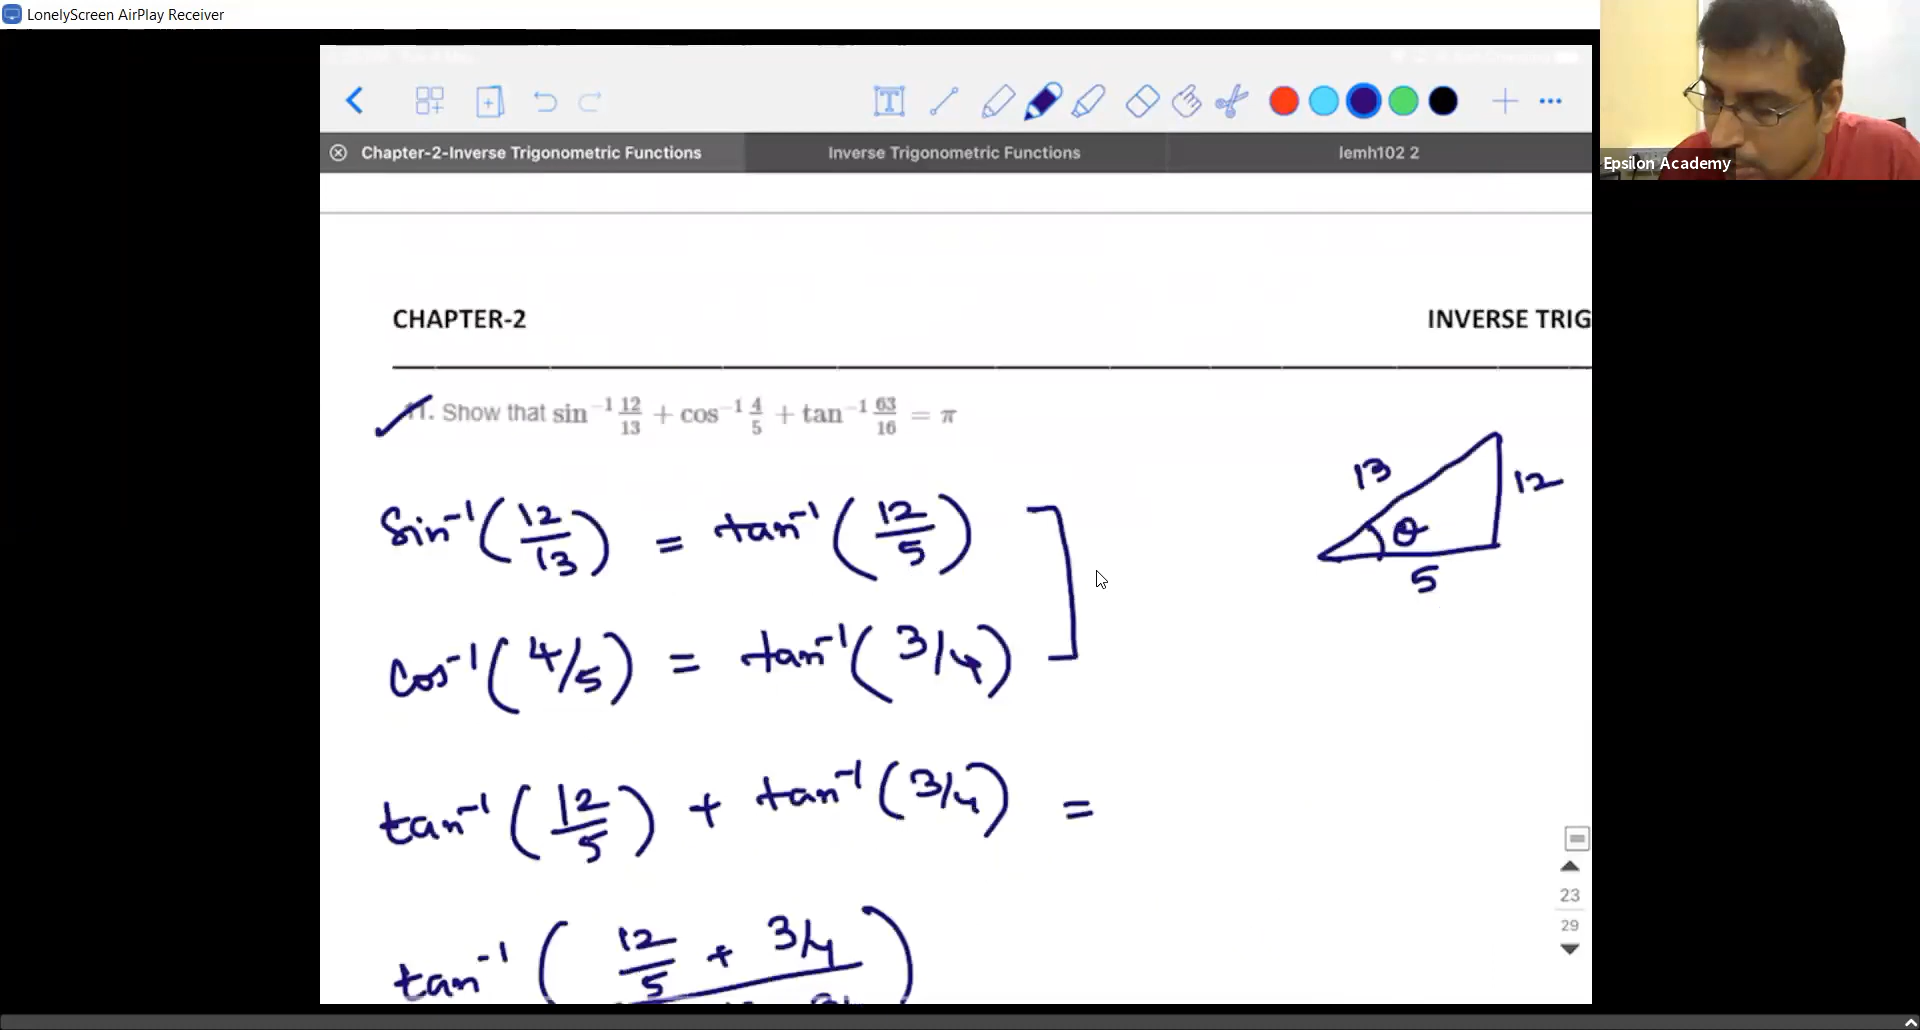 LonelyScreen AirPlay Receiver
Epsilon Academy
Chapter-2-Inverse Trigonometric Functions
Inverse Trigonometric Functions
lemh102 2
CHAPTER-2
INVERSE TRIG
11. Show that sin⁻¹ 12/13 + cos⁻¹ 4/5 + tan⁻¹ 63/16 = π
13
12
θ
5
Sin⁻¹(12/13) = tan⁻¹(12/5)
Cos⁻¹(4/5) = tan⁻¹(3/4)
tan⁻¹(12/5) + tan⁻¹(3/4) =
tan⁻¹( 12/5 + 3/4 )
23
29